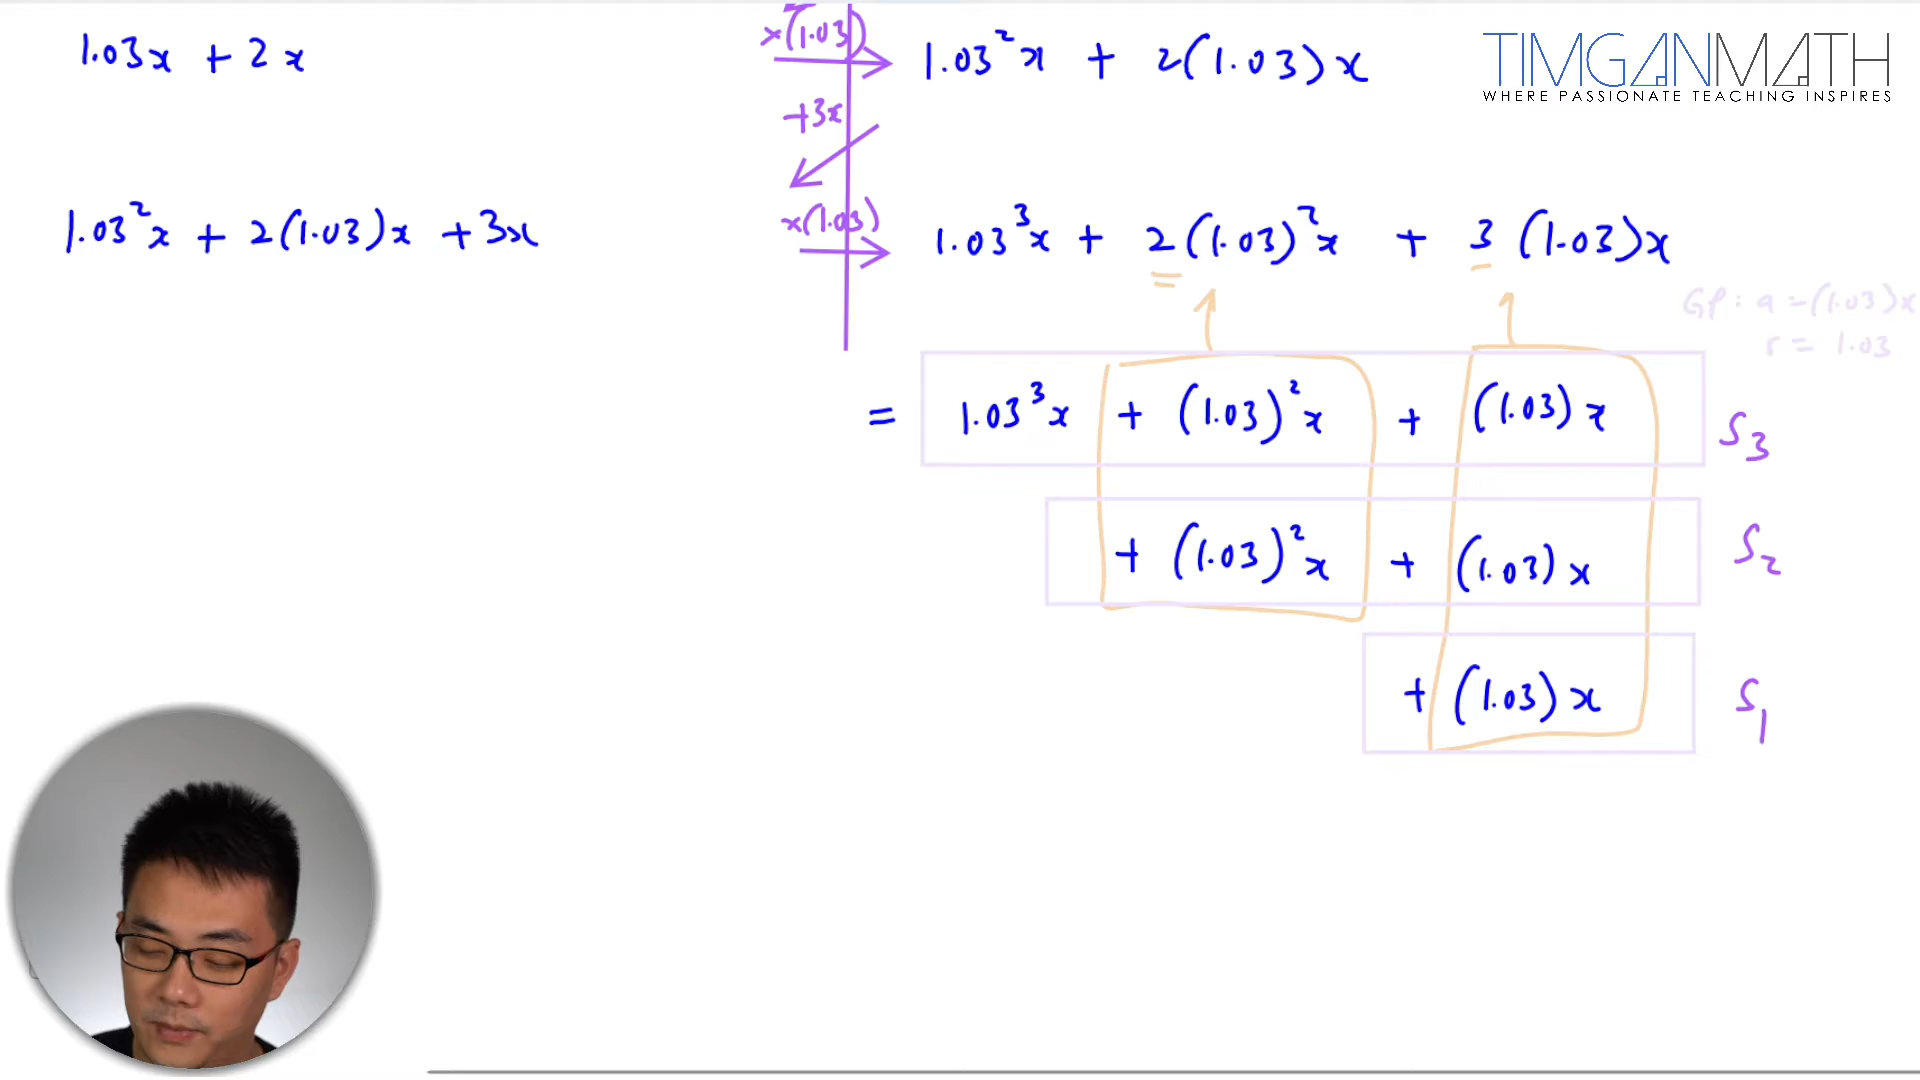 1.03x + 2x
x(1.03)
1.03²x + 2(1.03)x
TIMGANMATH
WHERE PASSIONATE TEACHING INSPIRES
+3x
1.03²x + 2(1.03)x + 3x
x(1.03)
1.03³x + 2(1.03)²x + 3(1.03)x
GP: a = (1.03)x
r = 1.03
= 1.03³x + (1.03)²x + (1.03)x S₃
+ (1.03)²x + (1.03)x S₂
+ (1.03)x S₁